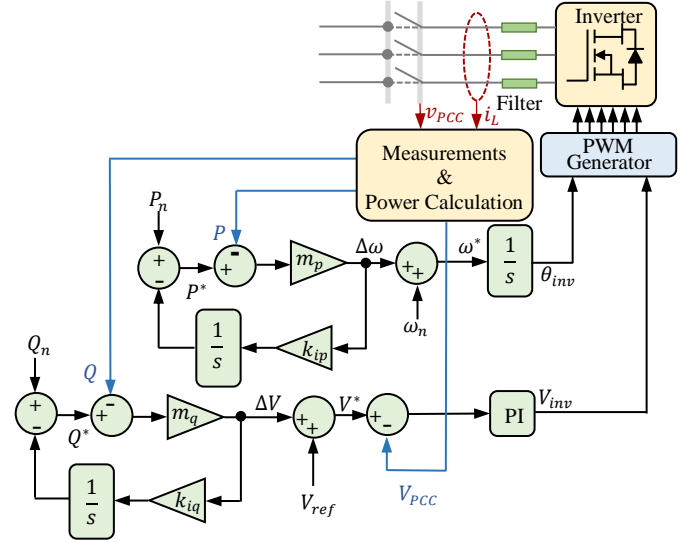 Inverter
Filter
v_PCC
i_L
PWM
Generator
Measurements
&
Power Calculation
P_n
P
+
-
+
-
P*
m_p
Δω
+
+
ω*
1/s
θ_inv
ω_n
1/s
k_ip
Q_n
Q
+
-
+
-
Q*
m_q
ΔV
+
+
V*
+
-
PI
V_inv
V_ref
V_PCC
1/s
k_iq